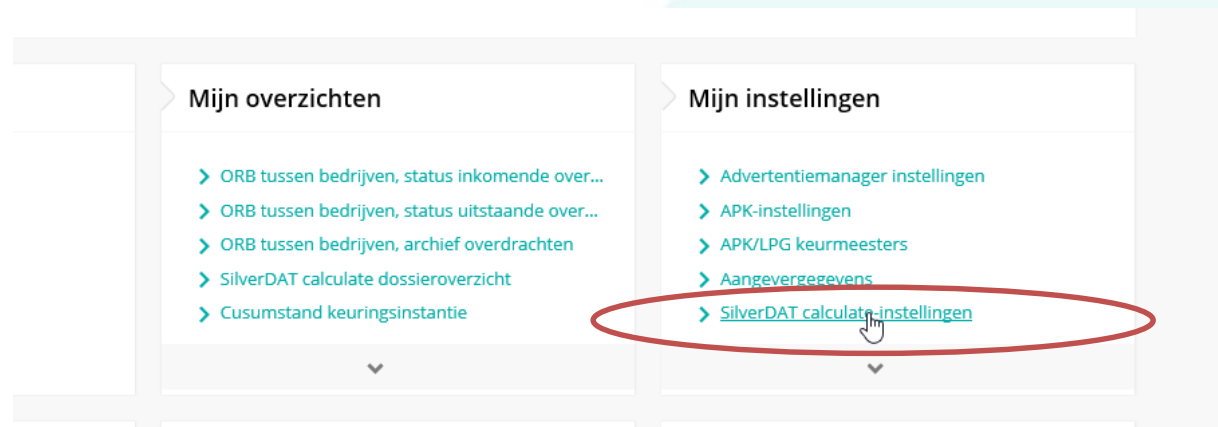 Mijn overzichten
ORB tussen bedrijven, status inkomende over...
ORB tussen bedrijven, status uitstaande over...
ORB tussen bedrijven, archief overdrachten
SilverDAT calculate dossieroverzicht
Cusumstand keuringsinstantie
Mijn instellingen
Advertentiemanager instellingen
APK-instellingen
APK/LPG keurmeesters
Aangevergegevens
SilverDAT calculate-instellingen